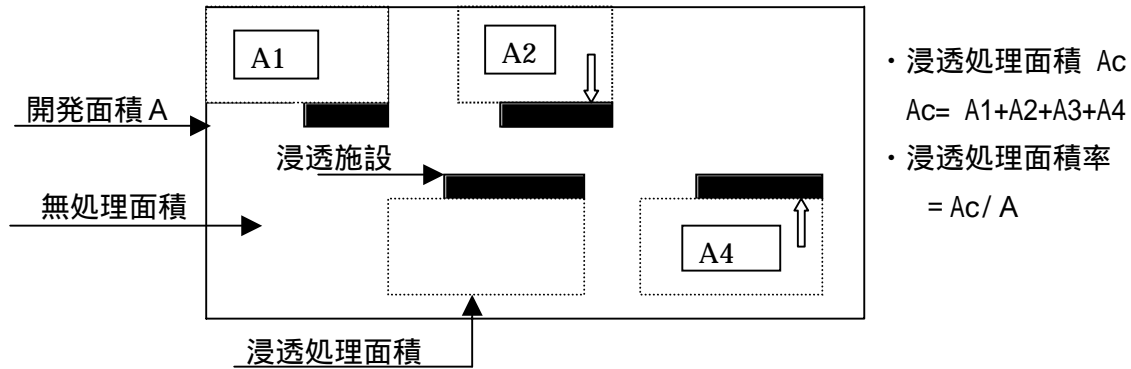 A1
A2
・浸透処理面積 Ac
開発面積A
Ac= A1+A2+A3+A4
浸透施設
・浸透処理面積率
無処理面積
=Ac/A
A4
浸透処理面積